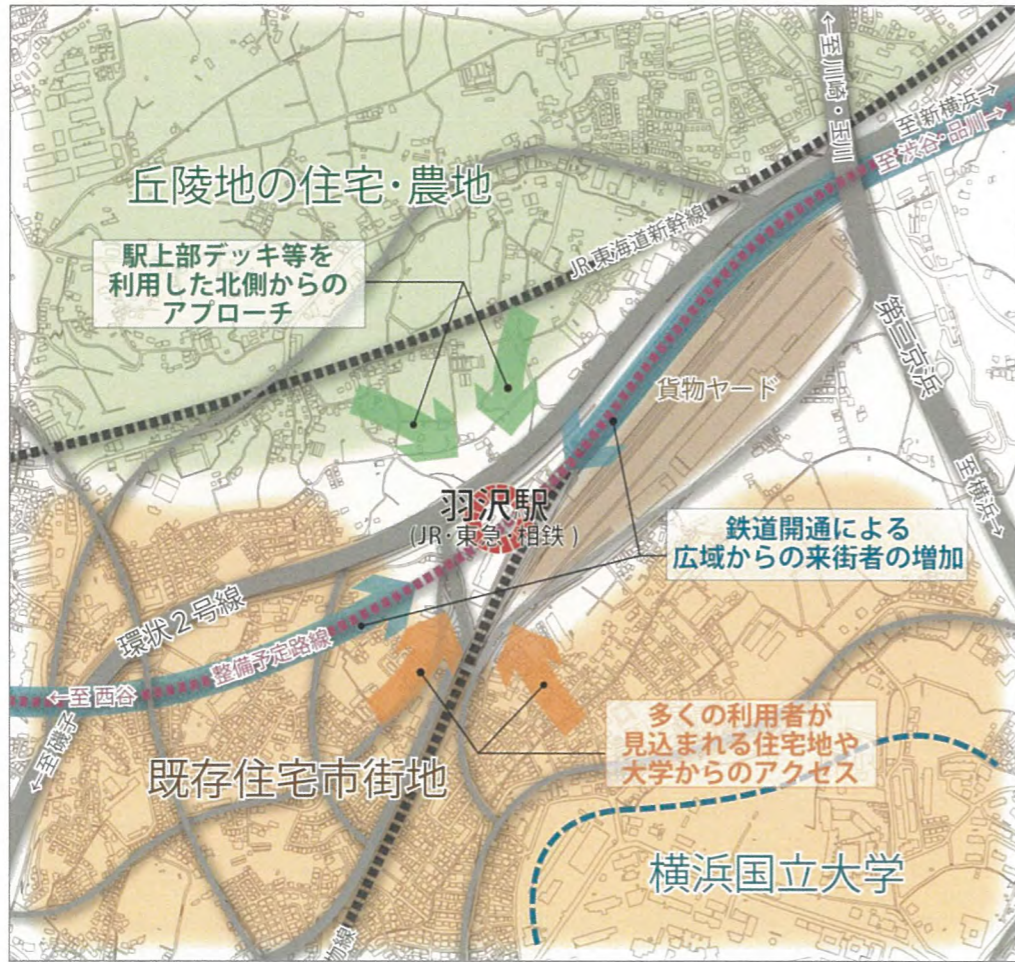 ←至川崎・玉川
至新横浜→
至渋谷・品川→
丘陵地の住宅・農地
JR・東海道新幹線
駅上部デッキ等を
利用した北側からの
アプローチ
第三京浜
貨物ヤード
至横浜→
羽沢駅
(JR・東急・相鉄)
鉄道開通による
広域からの来街者の増加
環状2号線
整備予定路線
←至西谷
←至磯子
多くの利用者が
見込まれる住宅地や
大学からのアクセス
既存住宅市街地
横浜国立大学
物線